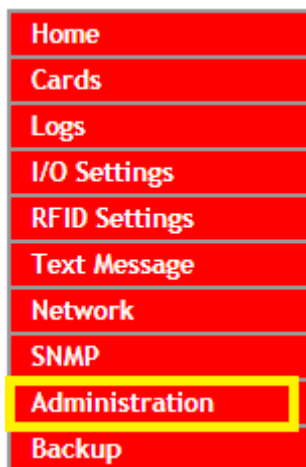 Home
Cards
Logs
I/O Settings
RFID Settings
Text Message
Network
SNMP
Administration
Backup